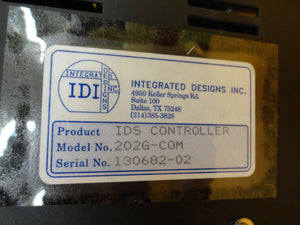 INTEGRATED DESIGNS INC.
IDI
INTEGRATED DESIGNS INC.
4950 Keller Springs Rd.
Suite 100
Dallas, TX 75248
(214)385-3828
Product IDS CONTROLLER
Model No. 202G-COM
Serial No. 130682-02